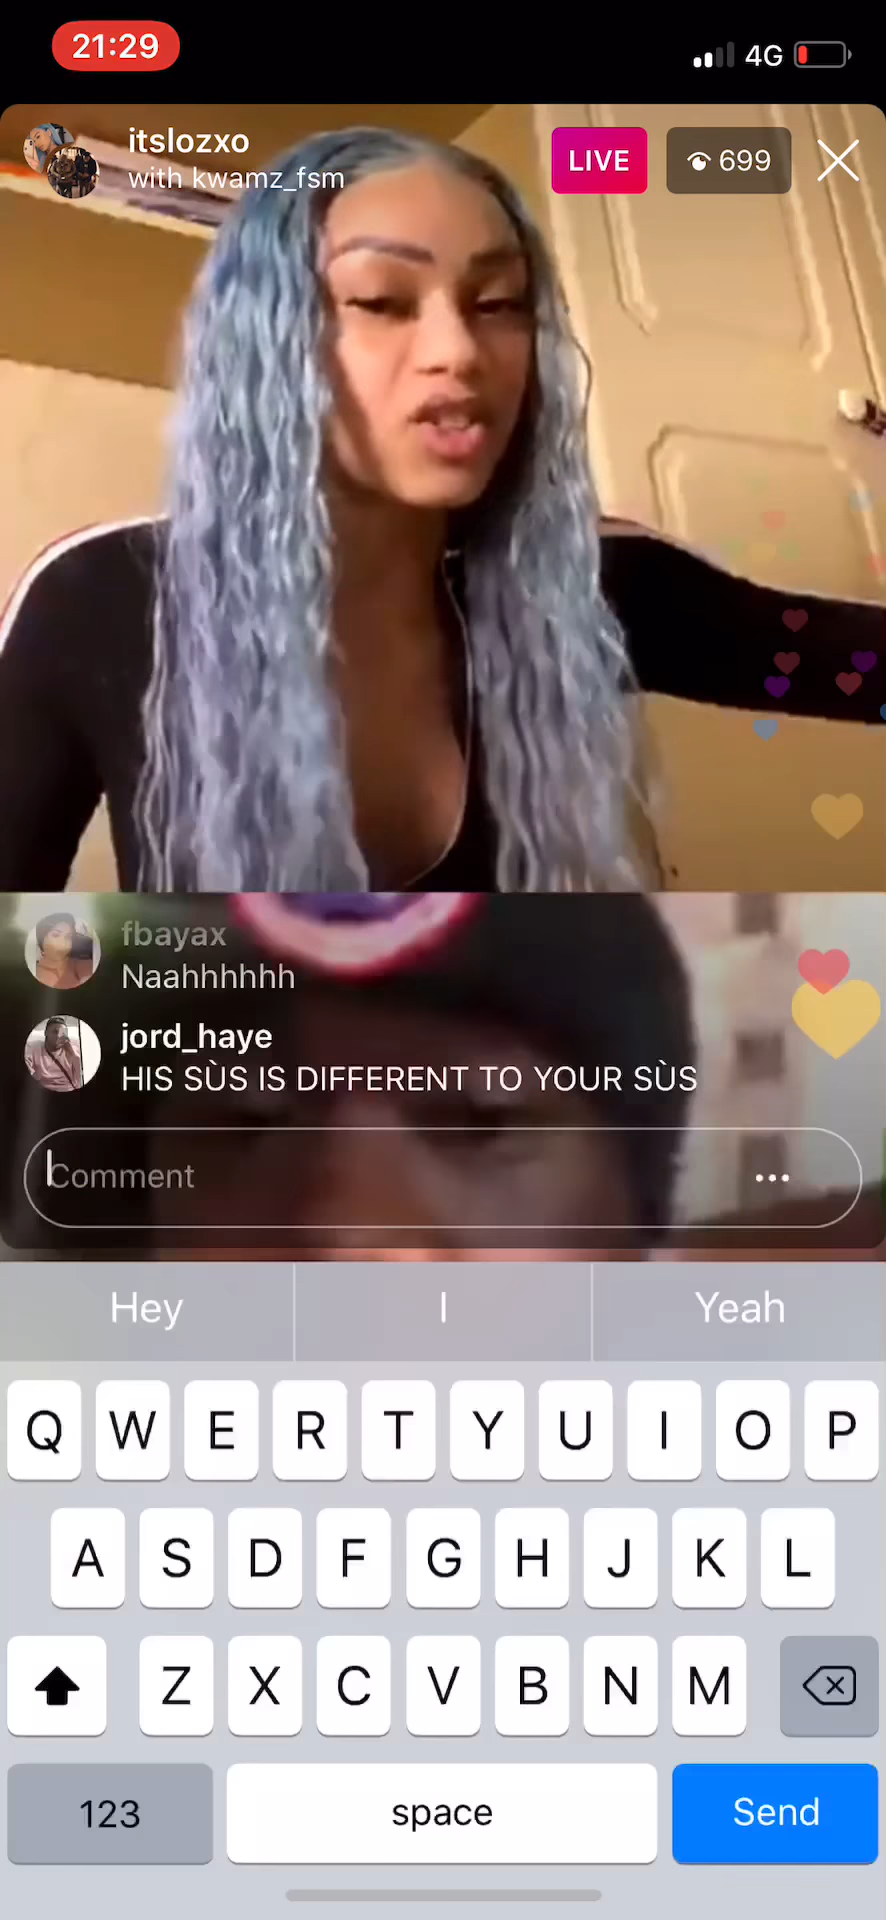 21:29
4G
itslozxo
with kwamz_fsm
LIVE
699
fbayax
Naahhhhhh
jord_haye
HIS SÙS IS DIFFERENT TO YOUR SÙS
Comment
Hey
I
Yeah
Q W E R T Y U I O P
A S D F G H J K L
Z X C V B N M
123
space
Send